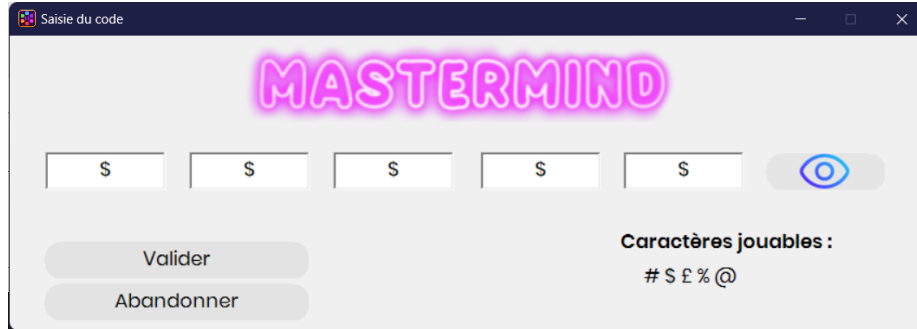 Saisie du code
MASTERMIND
$ $ $ $ $
Caractères jouables :
# $ £ % @
Valider
Abandonner